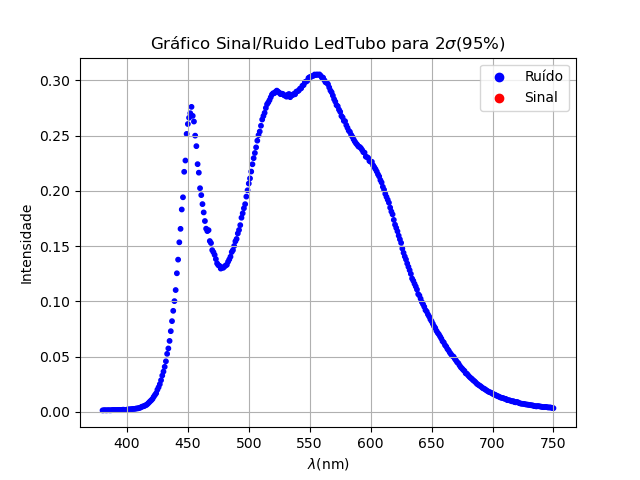 Gráfico Sinal/Ruido LedTubo para 2σ(95%)
Ruído
Sinal
Intensidade
0.30
0.25
0.20
0.15
0.10
0.05
0.00
400 450 500 550 600 650 700 750
λ(nm)